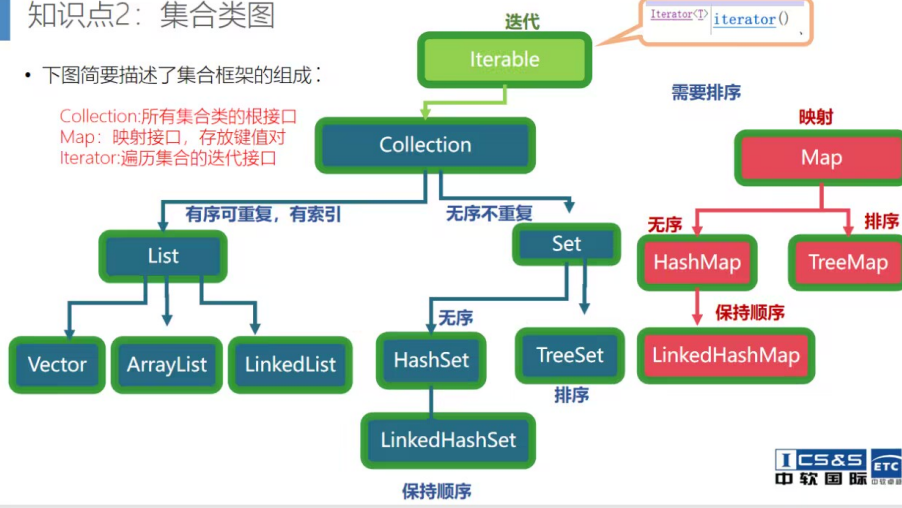 知识点2：集合类图
迭代
Iterator<T> iterator()
Iterable
• 下图简要描述了集合框架的组成：
需要排序
Collection:所有集合类的根接口
Map：映射接口，存放键值对
Iterator:遍历集合的迭代接口
映射
Collection
Map
有序可重复，有索引
无序不重复
无序
排序
List
Set
HashMap
TreeMap
无序
保持顺序
Vector
ArrayList
LinkedList
HashSet
TreeSet
LinkedHashMap
排序
LinkedHashSet
保持顺序
ICS&S
ETC
中软国际
中软卓越